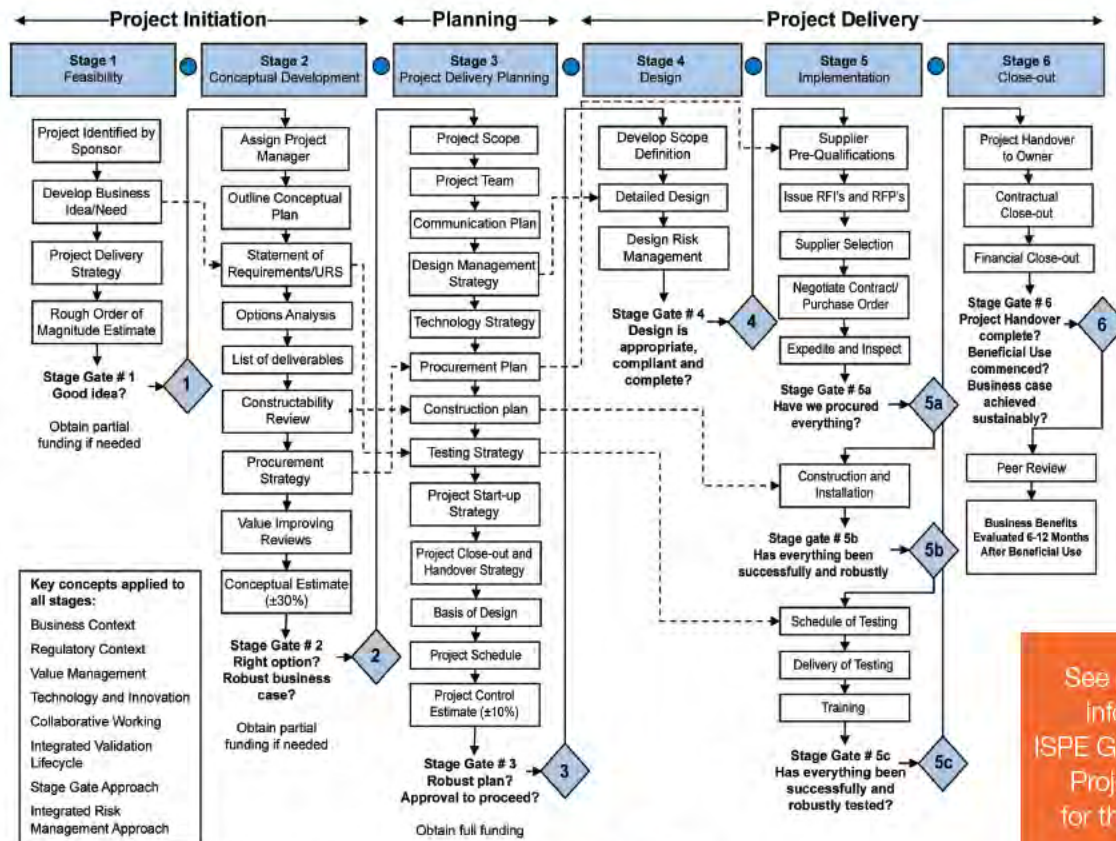 Project Initiation
Planning
Project Delivery
Stage 1
Feasibility
Stage 2
Conceptual Development
Stage 3
Project Delivery Planning
Stage 4
Design
Stage 5
Implementation
Stage 6
Close-out
Project Identified by
Sponsor
Develop Business
Idea/Need
Project Delivery
Strategy
Rough Order of
Magnitude Estimate
Stage Gate # 1
Good idea?
Obtain partial
funding if needed
1
Key concepts applied to
all stages:
Business Context
Regulatory Context
Value Management
Technology and Innovation
Collaborative Working
Integrated Validation
Lifecycle
Stage Gate Approach
Integrated Risk
Management Approach
Assign Project
Manager
Outline Conceptual
Plan
Statement of
Requirements/URS
Options Analysis
List of deliverables
Constructability
Review
Procurement
Strategy
Value Improving
Reviews
Conceptual Estimate
(±30%)
Stage Gate # 2
Right option?
Robust business
case?
Obtain partial
funding if needed
2
Project Scope
Project Team
Communication Plan
Design Management
Strategy
Technology Strategy
Procurement Plan
Construction plan
Testing Strategy
Project Start-up
Strategy
Project Close-out and
Handover Strategy
Basis of Design
Project Schedule
Project Control
Estimate (±10%)
Stage Gate # 3
Robust plan?
Approval to proceed?
Obtain full funding
3
Develop Scope
Definition
Detailed Design
Design Risk
Management
Stage Gate # 4
Design is
appropriate,
compliant and
complete?
4
Supplier
Pre-Qualifications
Issue RFI's and RFP's
Supplier Selection
Negotiate Contract/
Purchase Order
Expedite and Inspect
Stage Gate # 5a
Have we procured
everything?
5a
Construction and
Installation
Stage gate # 5b
Has everything been
successfully and robustly
5b
Schedule of Testing
Delivery of Testing
Training
Stage Gate # 5c
Has everything been
successfully and
robustly tested?
5c
Project Handover
to Owner
Contractual
Close-out
Financial Close-out
Stage Gate # 6
Project Handover
complete?
Beneficial Use
commenced?
Business case
achieved
sustainably?
6
Peer Review
Business Benefits
Evaluated 6-12 Months
After Beneficial Use
See
ISPE G
Proj
for th